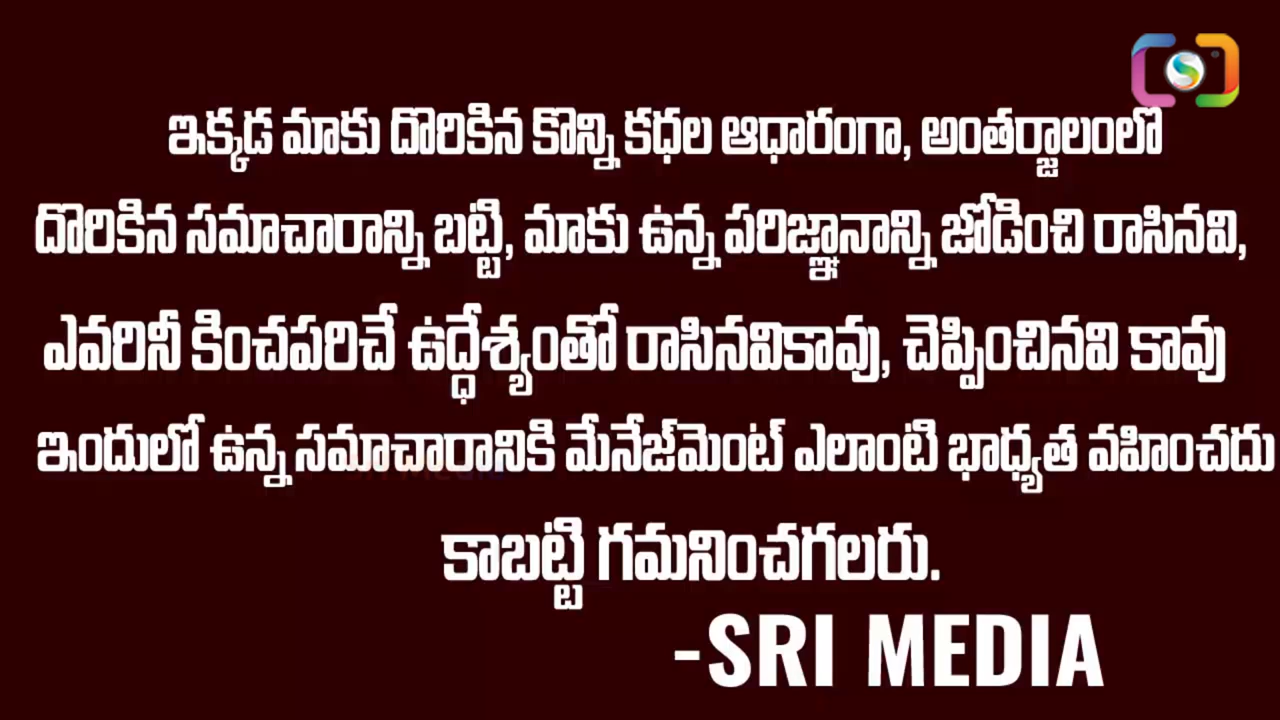 ఇక్కడ మాకు దొరికిన కొన్ని కధల ఆధారంగా, అంతర్జాలంలో
దొరికిన సమాచారాన్ని బట్టి, మాకు ఉన్న పరిజ్ఞానాన్ని జోడించి రాసినవి,
ఎవరినీ కించపరిచే ఉద్ధేశ్యంతో రాసినవికావు, చెప్పించినవి కావు
ఇందులో ఉన్న సమాచారానికి మేనేజ్‌మెంట్ ఎలాంటి భాధ్యత వహించదు
కాబట్టి గమనించగలరు.
-SRI MEDIA